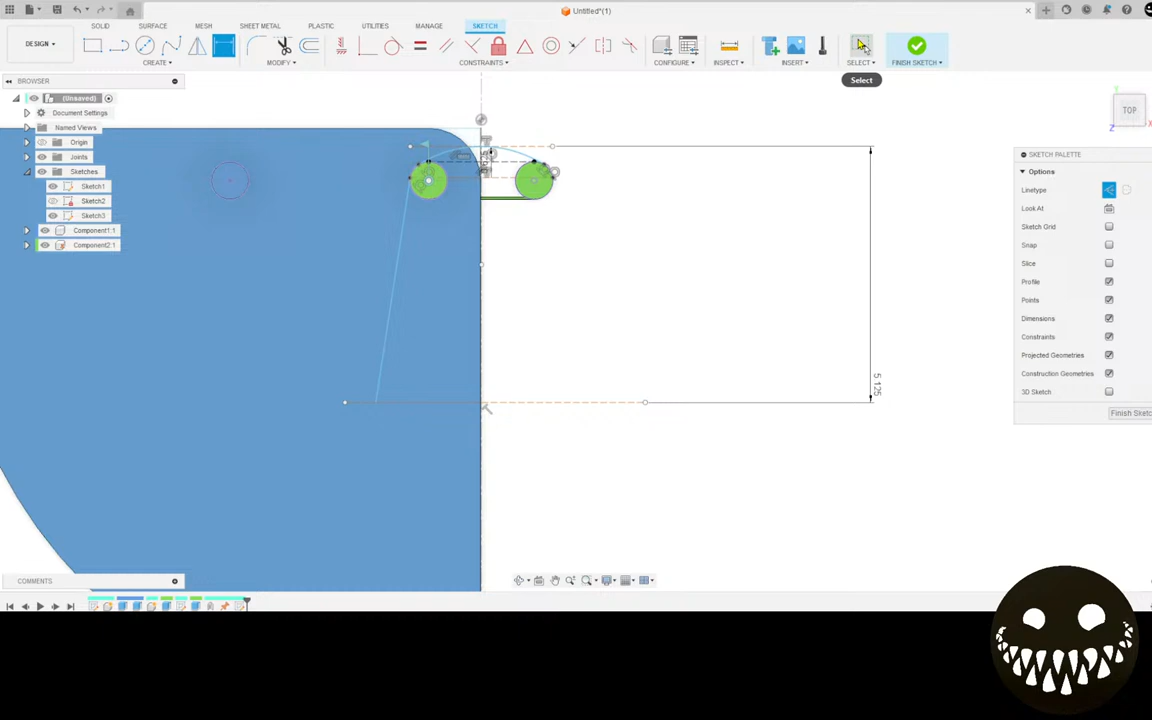 Untitled*(1)
DESIGN
SOLID SURFACE MESH SHEET METAL PLASTIC UTILITIES MANAGE SKETCH
CREATE MODIFY CONSTRAINTS CONFIGURE INSPECT INSERT SELECT FINISH SKETCH
Select
BROWSER
(Unsaved)
Document Settings
Named Views
Origin
Joints
Sketches
Sketch1
Sketch2
Sketch3
Component1:1
Component2:1
TOP
Y
X
Z
SKETCH PALETTE
Options
Linetype
Look At
Sketch Grid
Snap
Slice
Profile
Points
Dimensions
Constraints
Projected Geometries
Construction Geometries
3D Sketch
Finish Sketc
5.125
COMMENTS